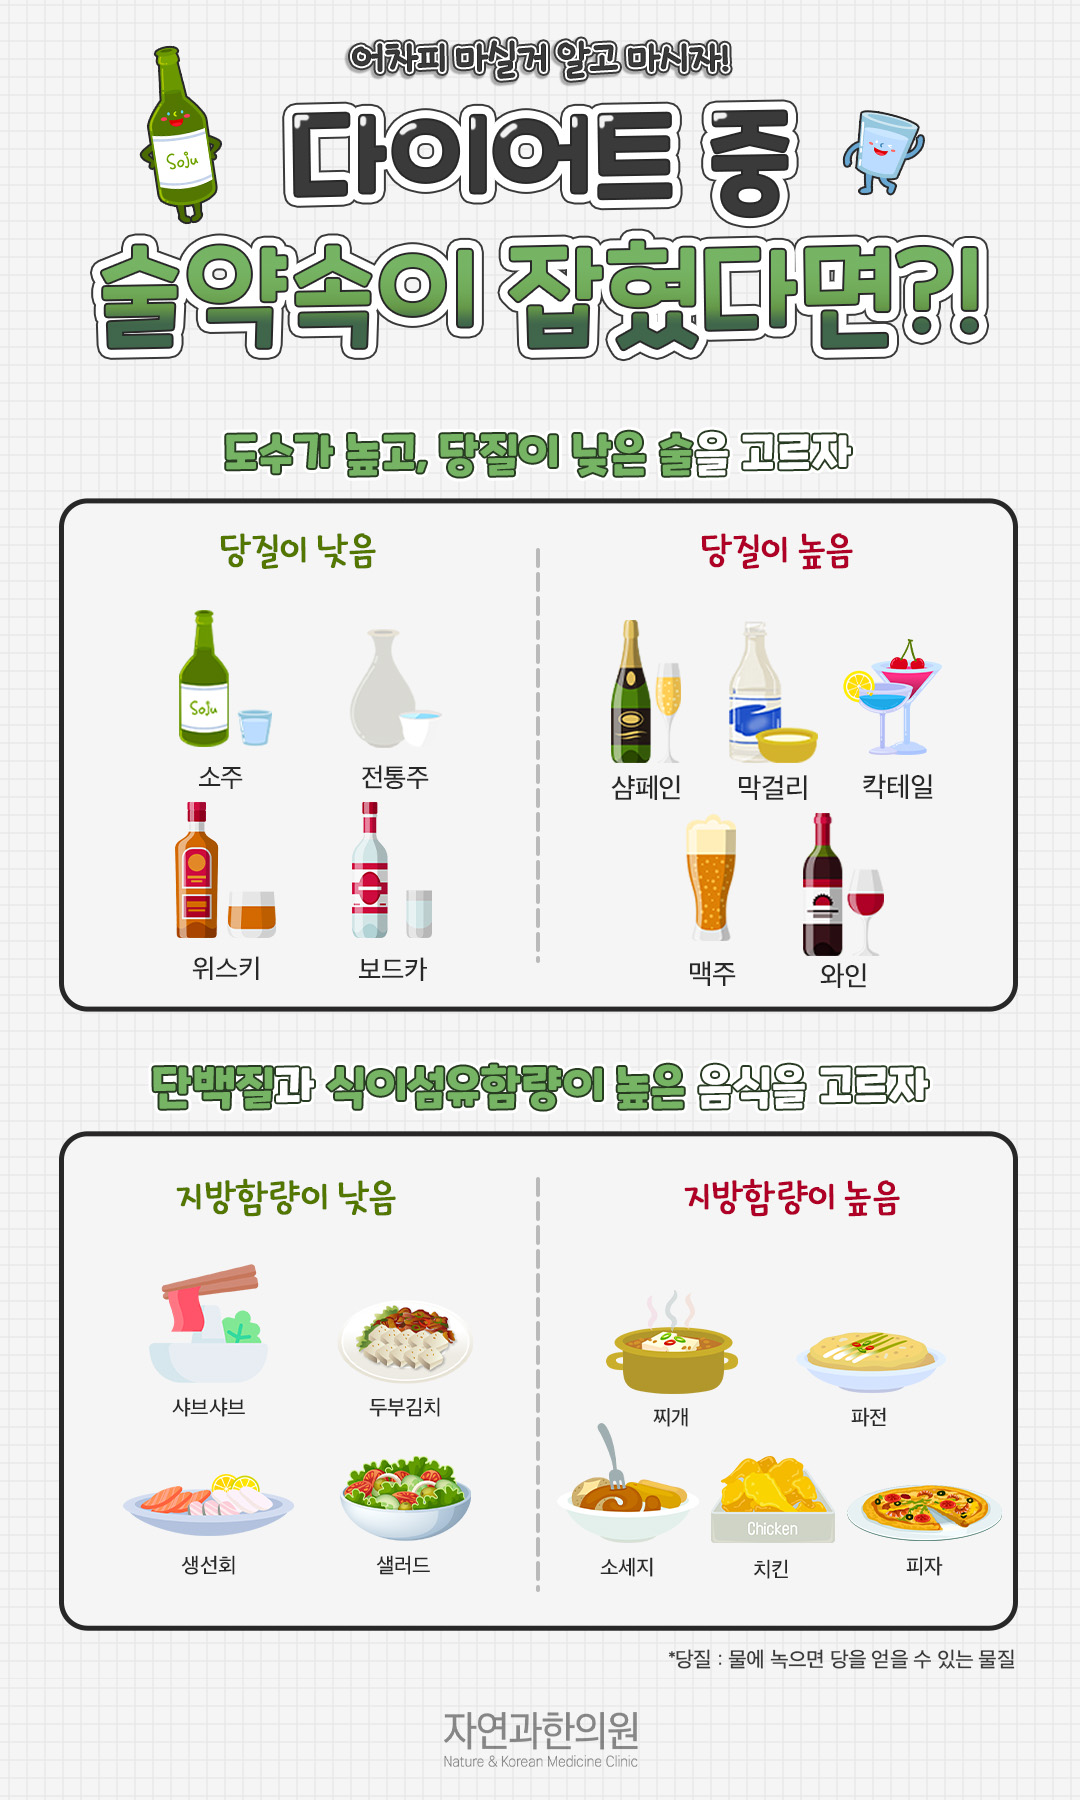 어차피 마실거 알고 마시자!
다이어트 중
술약속이 잡혔다면?!
Soju
도수가 높고, 당질이 낮은 술을 고르자
당질이 낮음
당질이 높음
Soju
소주
전통주
샴페인
막걸리
칵테일
위스키
보드카
맥주
와인
단백질과 식이섬유함량이 높은 음식을 고르자
지방함량이 낮음
지방함량이 높음
샤브샤브
두부김치
찌개
파전
Chicken
생선회
샐러드
소세지
치킨
피자
*당질 : 물에 녹으면 당을 얻을 수 있는 물질
자연과한의원
Nature & Korean Medicine Clinic